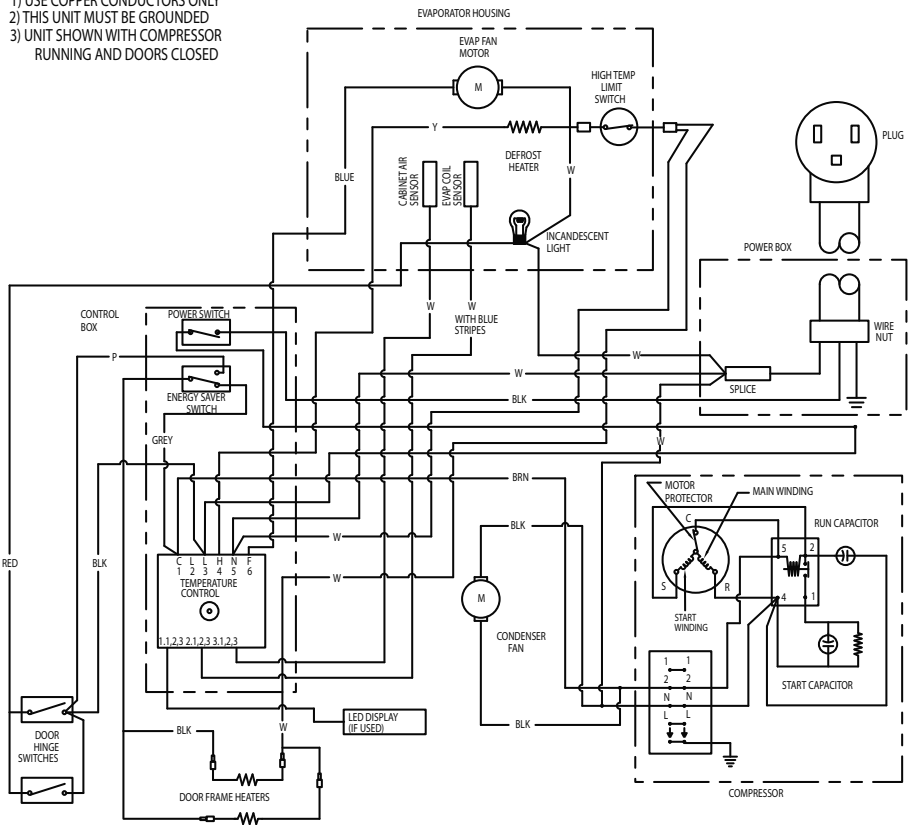 1) USE COPPER CONDUCTORS ONLY
2) THIS UNIT MUST BE GROUNDED
3) UNIT SHOWN WITH COMPRESSOR
RUNNING AND DOORS CLOSED
EVAPORATOR HOUSING
EVAP FAN
MOTOR
M
HIGH TEMP
LIMIT
SWITCH
Y
DEFROST
HEATER
BLUE
W
CABINET AIR
SENSOR
EVAP COIL
SENSOR
INCANDESCENT
LIGHT
PLUG
POWER BOX
WIRE
NUT
SPLICE
CONTROL
BOX
POWER SWITCH
P
ENERGY SAVER
SWITCH
GREY
W
W
WITH BLUE
STRIPES
W
W
BLK
W
BRN
BLK
W
W
RED
BLK
C L L H N F
1 2 3 4 5 6
TEMPERATURE
CONTROL
1.1,2,3 2.1,2,3 3.1,2,3
M
CONDENSER
FAN
BLK
MOTOR
PROTECTOR
MAIN WINDING
C
S
R
START
WINDING
RUN CAPACITOR
5
2
4
1
START CAPACITOR
1 1
2 2
N N
L L
COMPRESSOR
LED DISPLAY
(IF USED)
DOOR
HINGE
SWITCHES
BLK
W
DOOR FRAME HEATERS